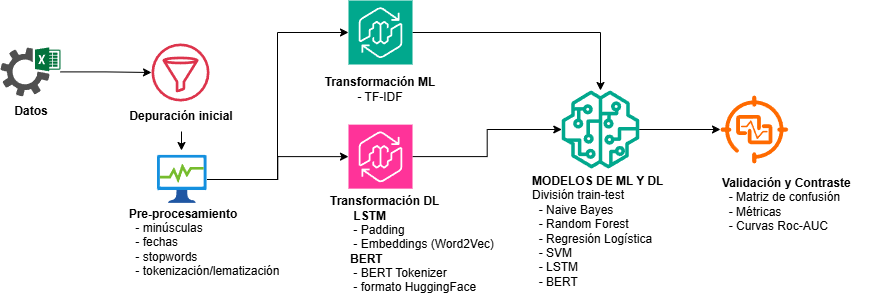 X
Datos
Depuración inicial
Pre-procesamiento
- minúsculas
- fechas
- stopwords
- tokenización/lematización
Transformación ML
- TF-IDF
Transformación DL
LSTM
- Padding
- Embeddings (Word2Vec)
BERT
- BERT Tokenizer
- formato HuggingFace
MODELOS DE ML Y DL
División train-test
- Naive Bayes
- Random Forest
- Regresión Logística
- SVM
- LSTM
- BERT
Validación y Contraste
- Matriz de confusión
- Métricas
- Curvas Roc-AUC